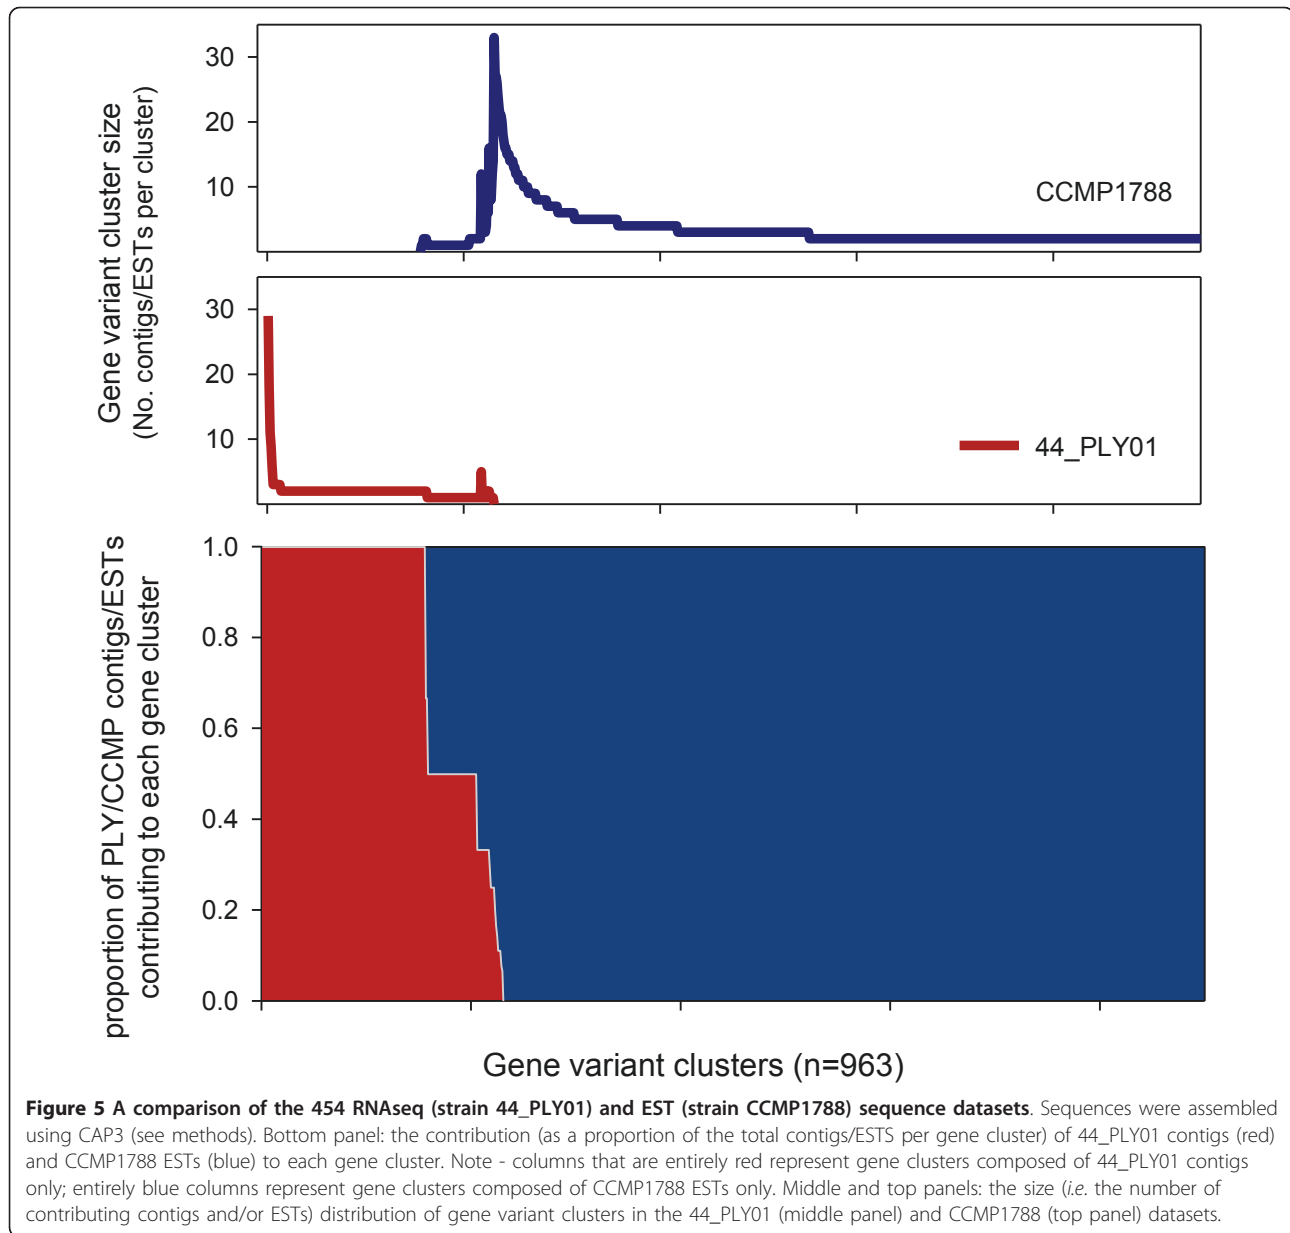 Gene variant cluster size
(No. contigs/ESTs per cluster)
30
20
10
CCMP1788
30
20
10
44_PLY01
proportion of PLY/CCMP contigs/ESTs
contributing to each gene cluster
1.0
0.8
0.6
0.4
0.2
0.0
Gene variant clusters (n=963)
Figure 5 A comparison of the 454 RNAseq (strain 44_PLY01) and EST (strain CCMP1788) sequence datasets. Sequences were assembled
using CAP3 (see methods). Bottom panel: the contribution (as a proportion of the total contigs/ESTS per gene cluster) of 44_PLY01 contigs (red)
and CCMP1788 ESTs (blue) to each gene cluster. Note - columns that are entirely red represent gene clusters composed of 44_PLY01 contigs
only; entirely blue columns represent gene clusters composed of CCMP1788 ESTs only. Middle and top panels: the size (i.e. the number of
contributing contigs and/or ESTs) distribution of gene variant clusters in the 44_PLY01 (middle panel) and CCMP1788 (top panel) datasets.